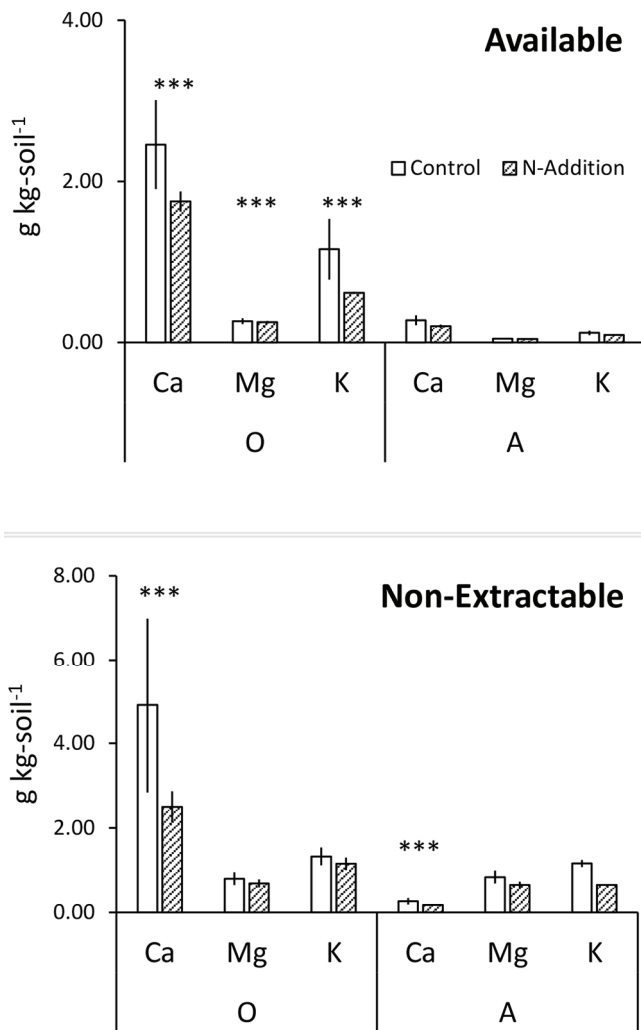 Available
4.00
2.00
0.00
g kg-soil⁻¹
***
***
***
Control N-Addition
Ca Mg K Ca Mg K
O A
Non-Extractable
8.00
6.00
4.00
2.00
0.00
g kg-soil⁻¹
***
***
Ca Mg K Ca Mg K
O A